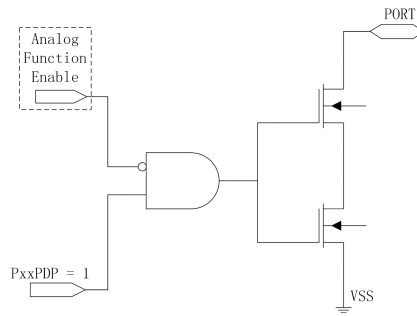 PORT
Analog
Function
Enable
PxxPDP = 1
VSS